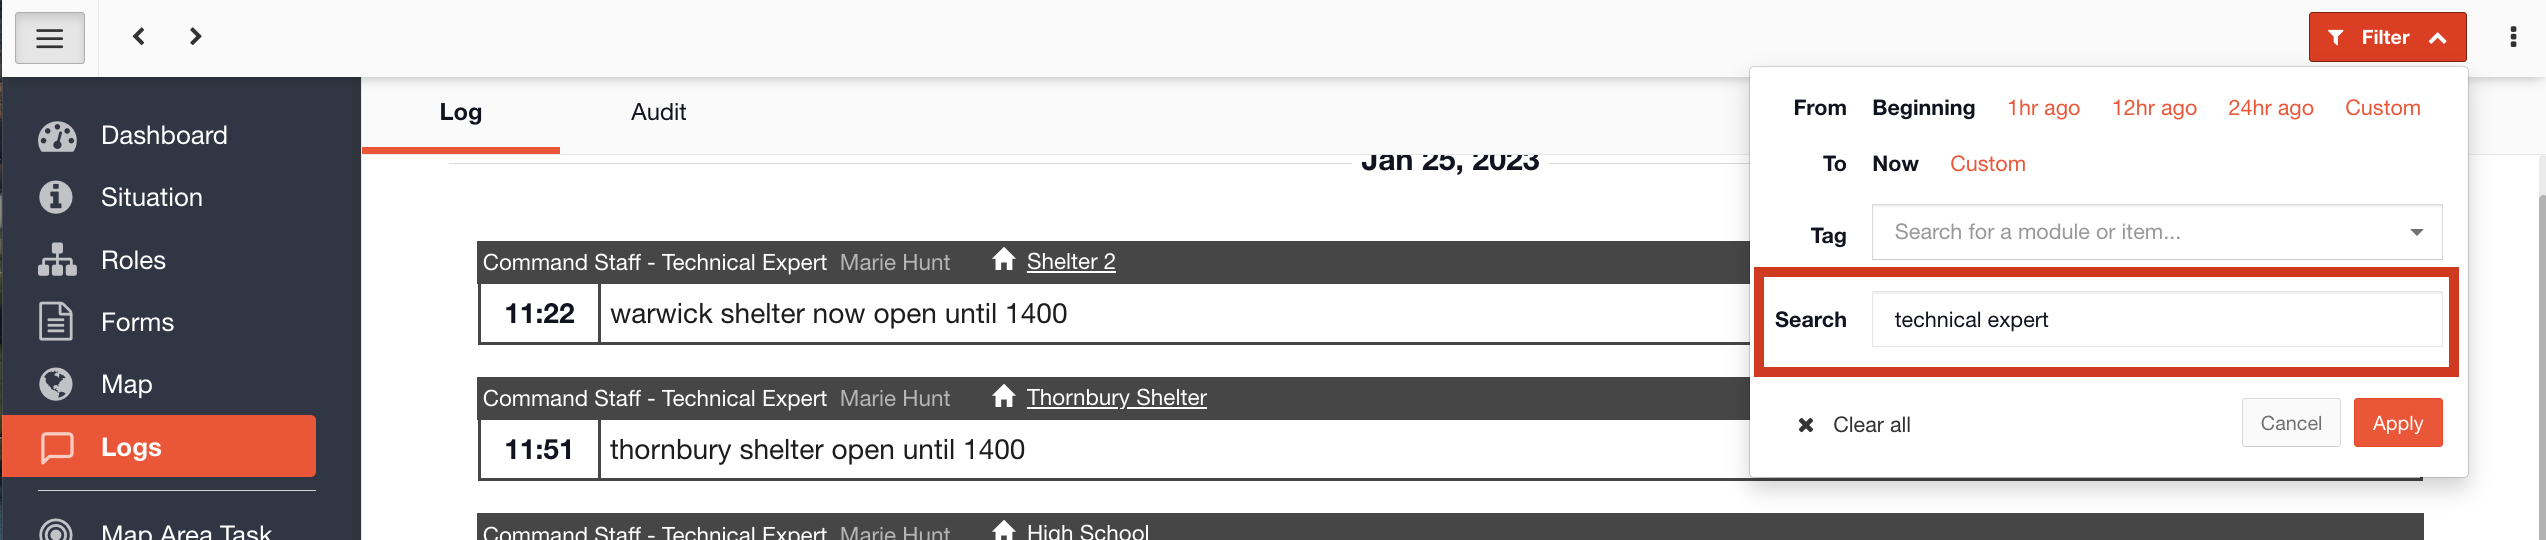 Filter
Dashboard
Situation
Roles
Forms
Map
Logs
Map Area Task
Log Audit
Jan 25, 2023
Command Staff - Technical Expert Marie Hunt Shelter 2
11:22 warwick shelter now open until 1400
Command Staff - Technical Expert Marie Hunt Thornbury Shelter
11:51 thornbury shelter open until 1400
Command Staff - Technical Expert Marie Hunt High School
From Beginning 1hr ago 12hr ago 24hr ago Custom
To Now Custom
Tag Search for a module or item...
Search technical expert
Clear all Cancel Apply